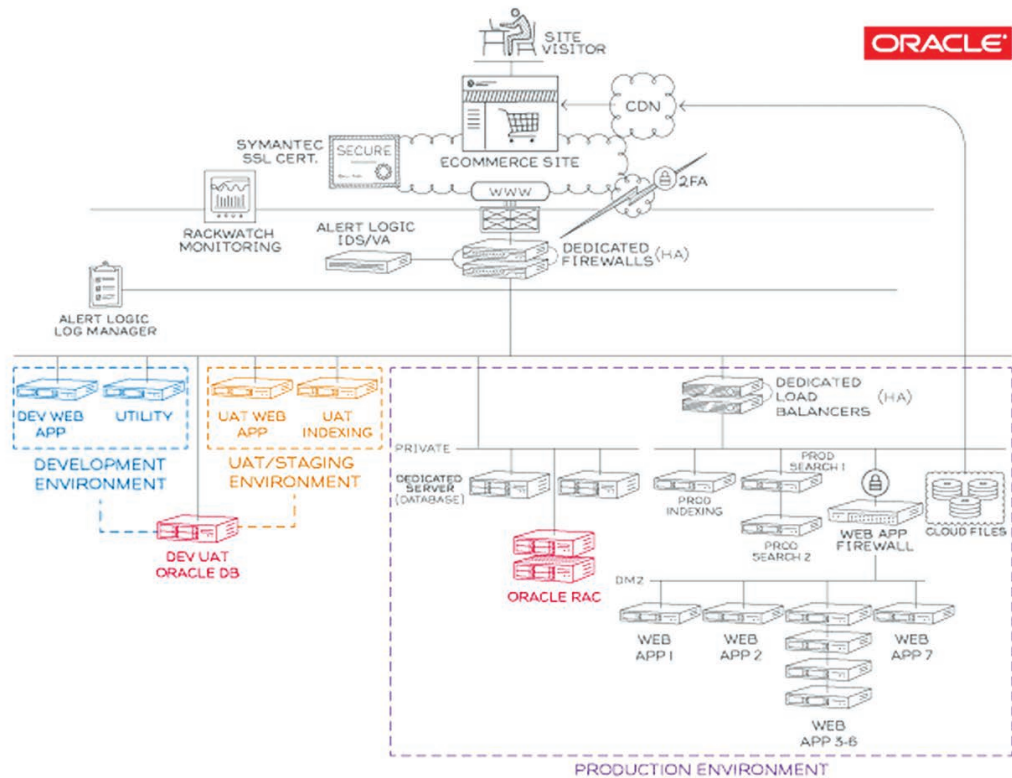 SITE
VISITOR
ORACLE®
CDN
SYMANTEC
SSL CERT.
SECURE
ECOMMERCE SITE
WWW
2FA
RACKWATCH
MONITORING
ALERT LOGIC
IDS/VA
DEDICATED
FIREWALLS (HA)
ALERT LOGIC
LOG MANAGER
DEV WEB
APP
UTILITY
UAT WEB
APP
UAT
INDEXING
DEVELOPMENT
ENVIRONMENT
UAT/STAGING
ENVIRONMENT
DEV UAT
ORACLE DB
DEDICATED
LOAD
BALANCERS
(HA)
PRIVATE
DEDICATED
SERVER
(DATABASE)
ORACLE RAC
PROD
INDEXING
PROD
SEARCH 1
PROD
SEARCH 2
WEB APP
FIREWALL
CLOUD FILES
DMZ
WEB
APP 1
WEB
APP 2
WEB
APP 3-6
WEB
APP 7
PRODUCTION ENVIRONMENT